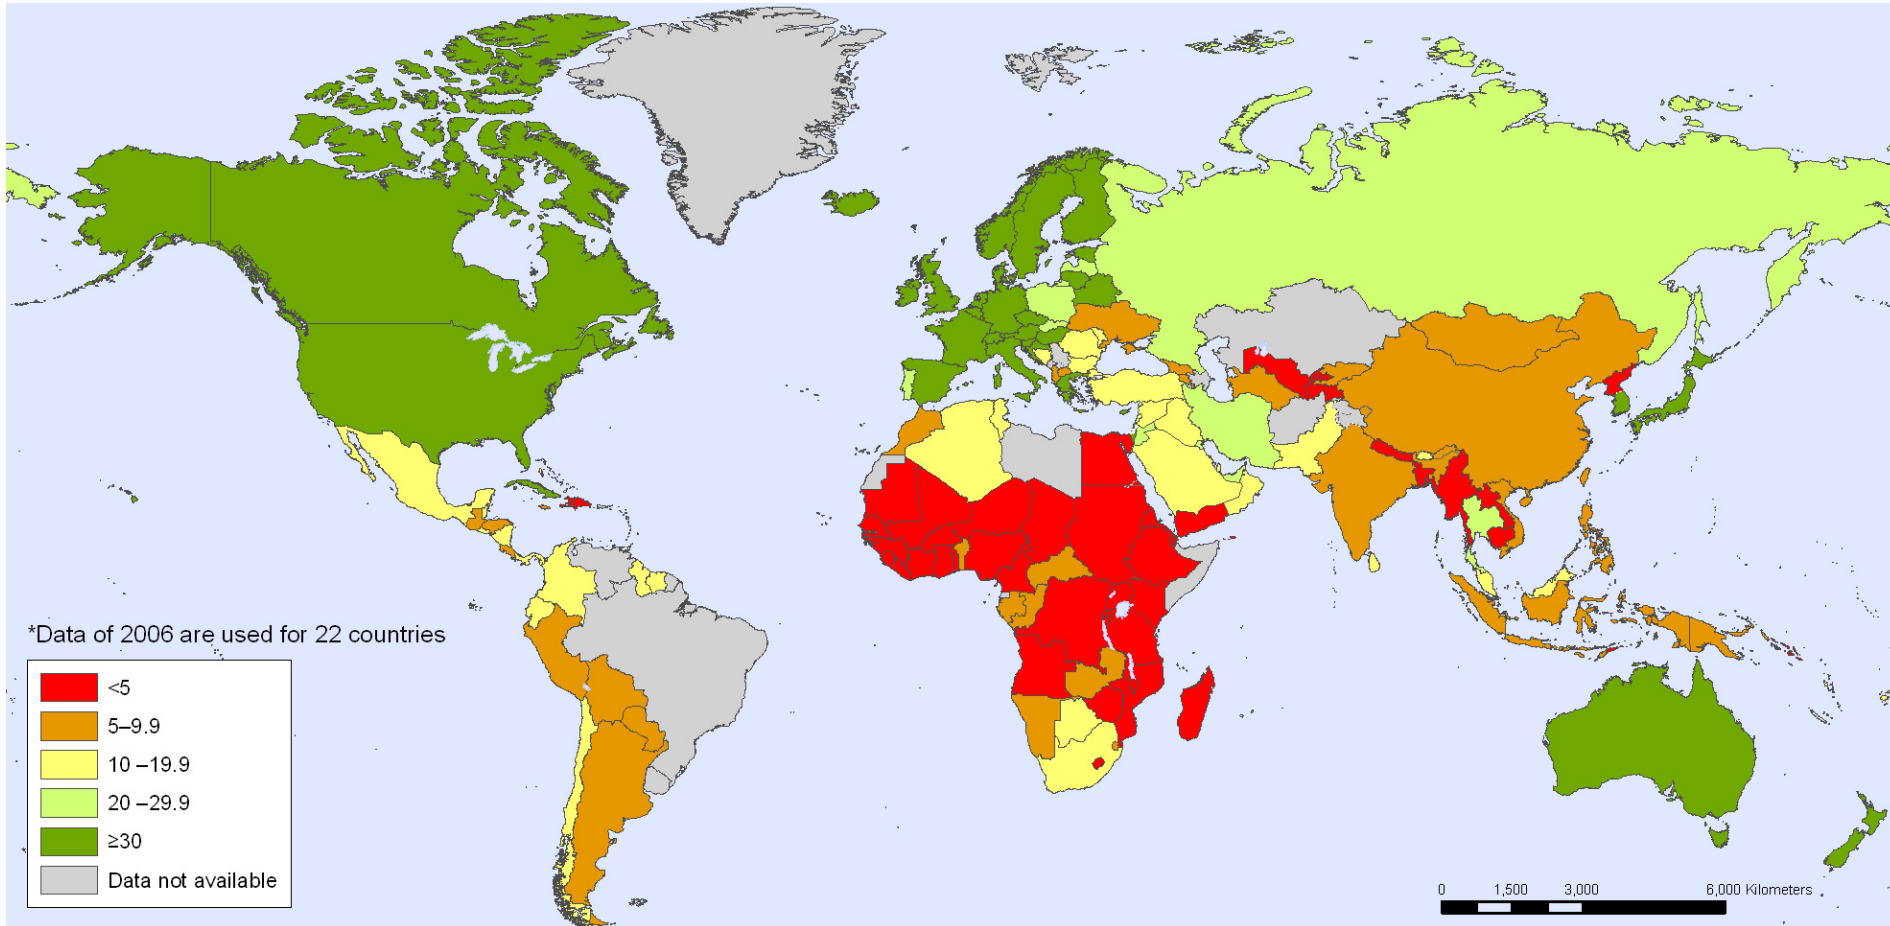 *Data of 2006 are used for 22 countries
<5
5–9.9
10 –19.9
20 –29.9
≥30
Data not available
0 1,500 3,000 6,000 Kilometers